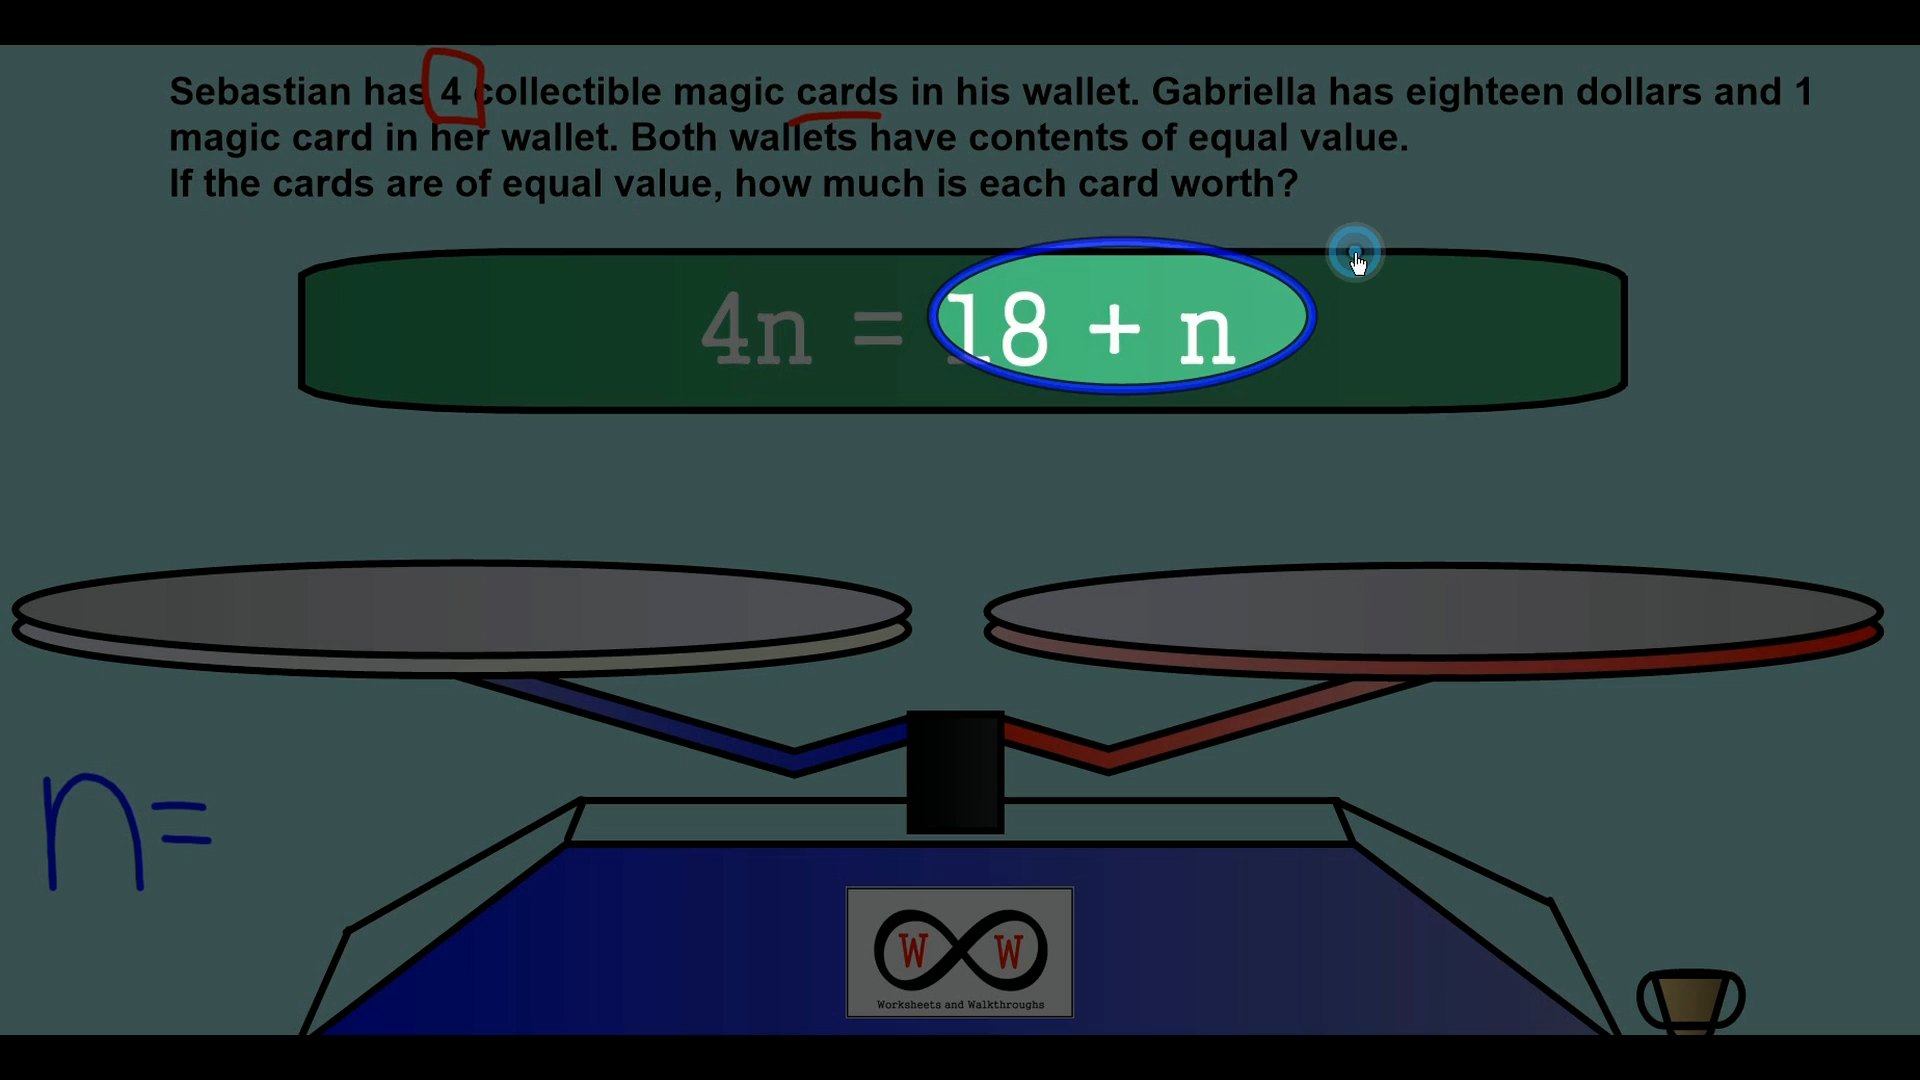 Sebastian has 4 collectible magic cards in his wallet. Gabriella has eighteen dollars and 1
magic card in her wallet. Both wallets have contents of equal value.
If the cards are of equal value, how much is each card worth?
4n = 18 + n
n=
W W
Worksheets and Walkthroughs